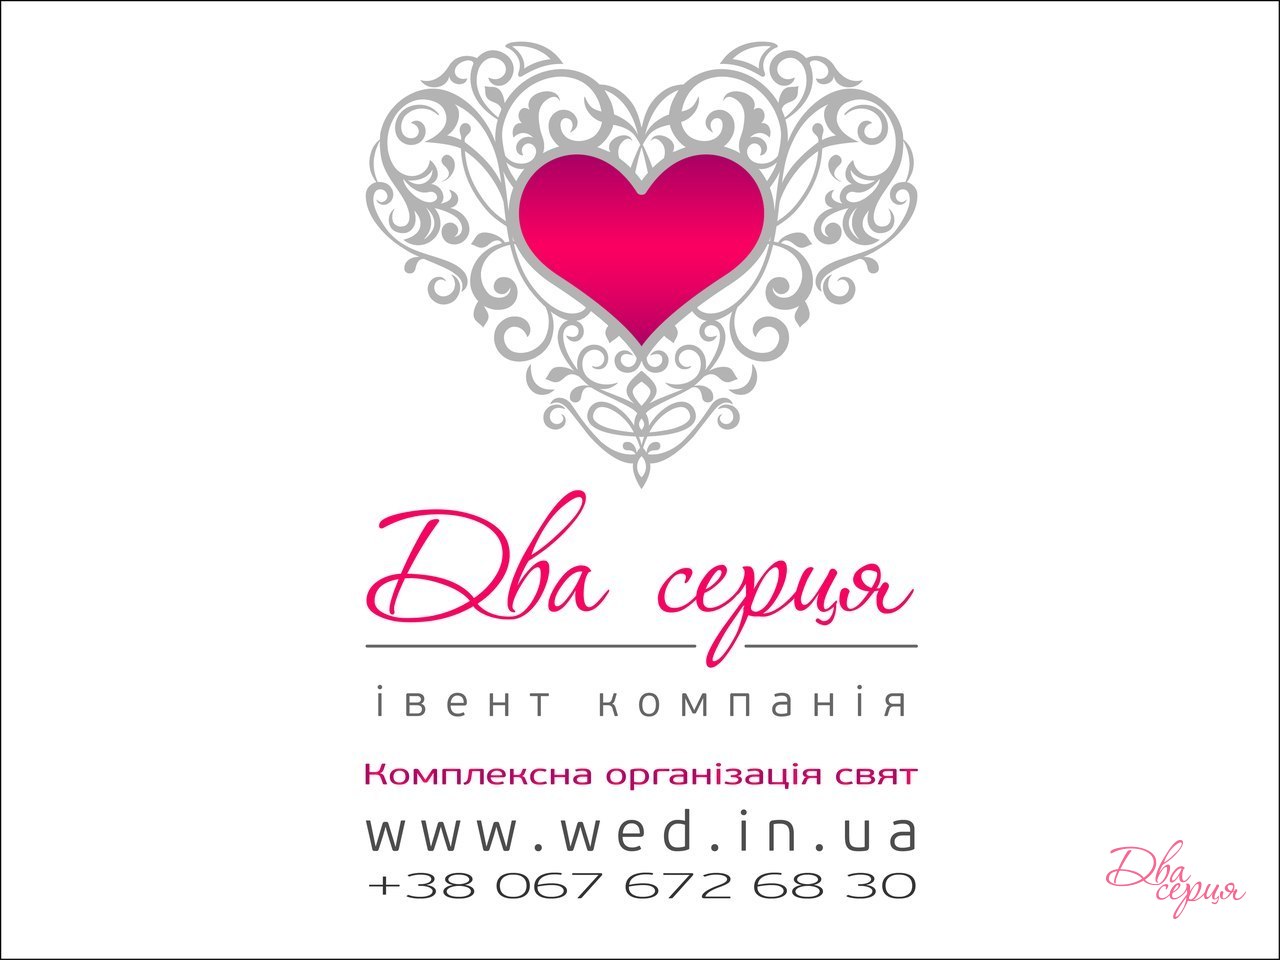 Два серця
івент компанія
Комплексна організація свят
www.wed.in.ua
+38 067 672 68 30
Два
серця